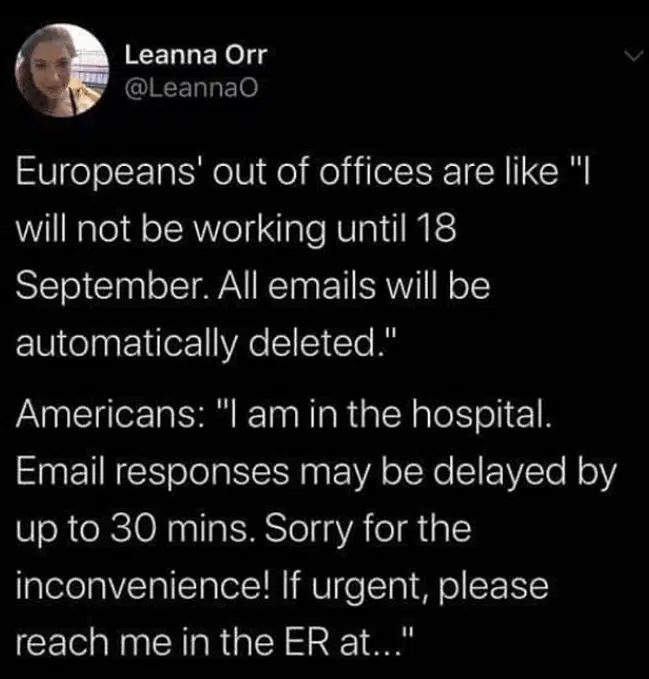 Leanna Orr
@LeannaO
Europeans' out of offices are like "I
will not be working until 18
September. All emails will be
automatically deleted."
Americans: "I am in the hospital.
Email responses may be delayed by
up to 30 mins. Sorry for the
inconvenience! If urgent, please
reach me in the ER at..."